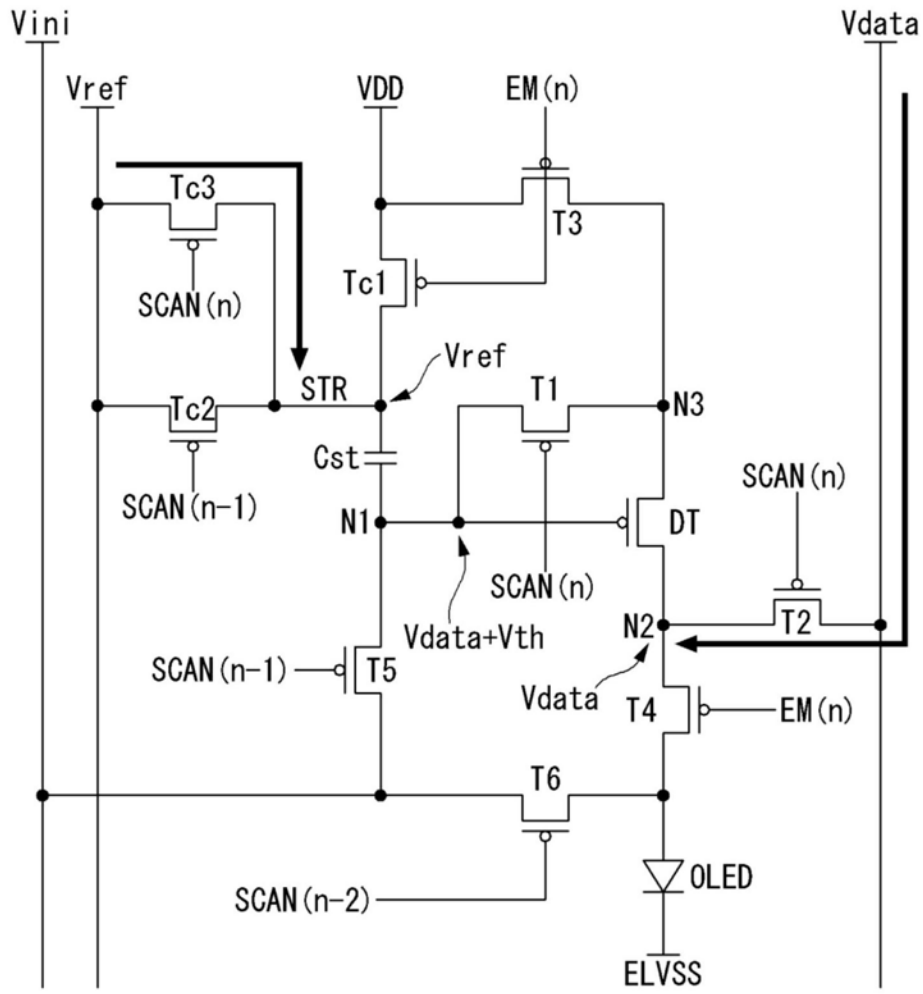 Vini
Vdata
Vref
VDD
EM(n)
Tc3
T3
Tc1
SCAN(n)
Vref
STR
T1
N3
Tc2
Cst
SCAN(n)
SCAN(n-1)
N1
DT
SCAN(n)
Vdata+Vth
N2
T2
SCAN(n-1)
T5
Vdata
T4
EM(n)
T6
OLED
SCAN(n-2)
ELVSS